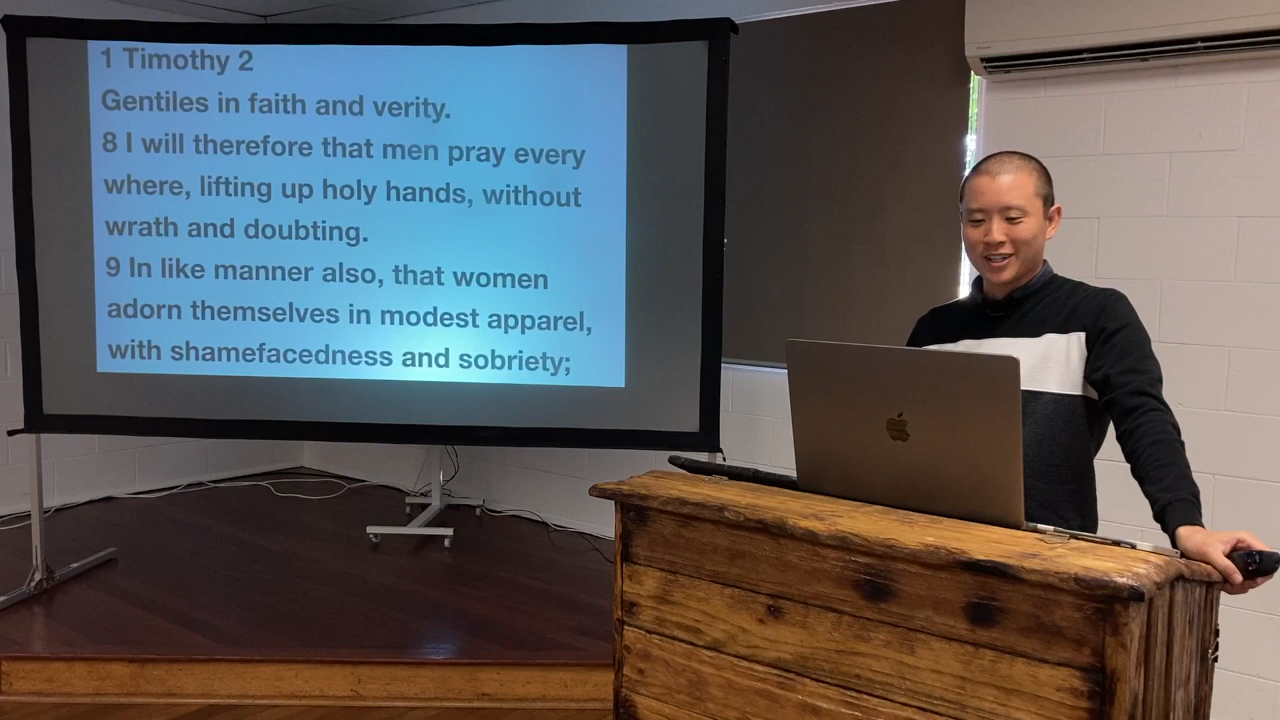 1 Timothy 2
Gentiles in faith and verity.
8 I will therefore that men pray every
where, lifting up holy hands, without
wrath and doubting.
9 In like manner also, that women
adorn themselves in modest apparel,
with shamefacedness and sobriety;